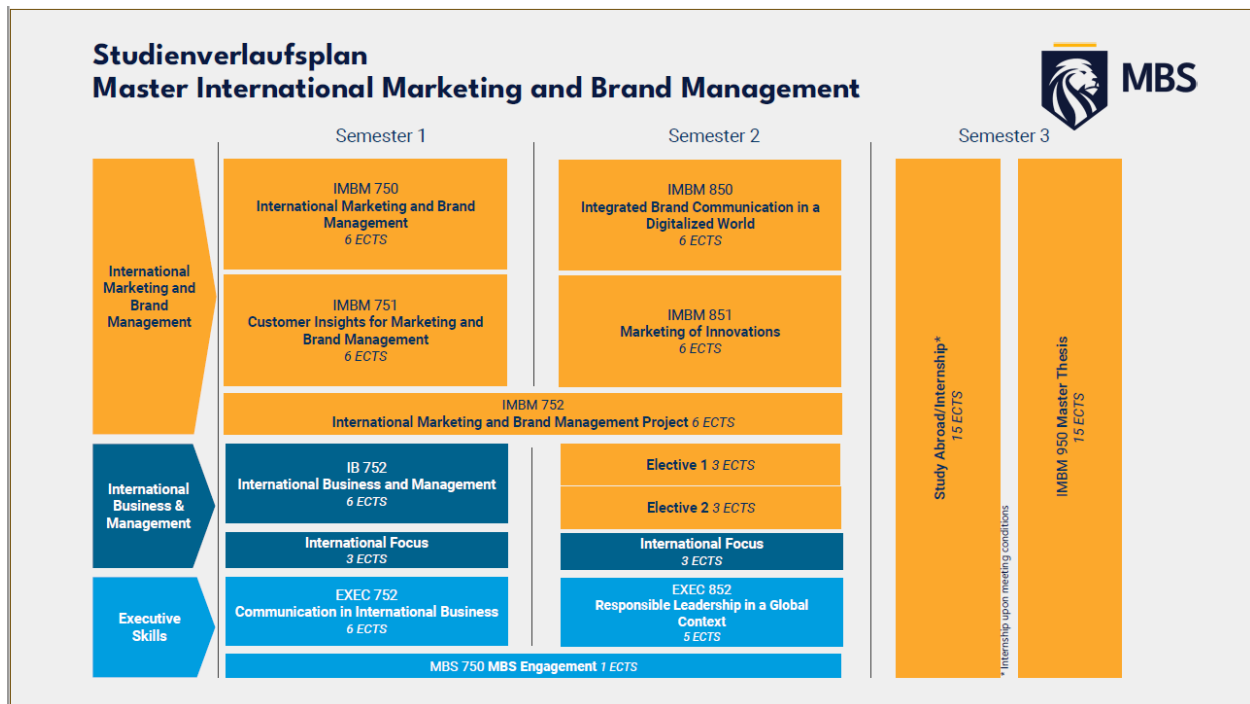 Studienverlaufsplan
Master International Marketing and Brand Management
MBS
Semester 1
Semester 2
Semester 3
International
Marketing and
Brand
Management
IMBM 750
International Marketing and Brand
Management
6 ECTS
IMBM 850
Integrated Brand Communication in a
Digitalized World
6 ECTS
IMBM 751
Customer Insights for Marketing and
Brand Management
6 ECTS
IMBM 851
Marketing of Innovations
6 ECTS
IMBM 752
International Marketing and Brand Management Project 6 ECTS
International
Business &
Management
IB 752
International Business and Management
6 ECTS
Elective 1 3 ECTS
Elective 2 3 ECTS
International Focus
3 ECTS
International Focus
3 ECTS
Executive
Skills
EXEC 752
Communication in International Business
6 ECTS
EXEC 852
Responsible Leadership in a Global
Context
5 ECTS
MBS 750 MBS Engagement 1 ECTS
Study Abroad/Internship*
15 ECTS
* Internship upon meeting conditions
IMBM 950 Master Thesis
15 ECTS